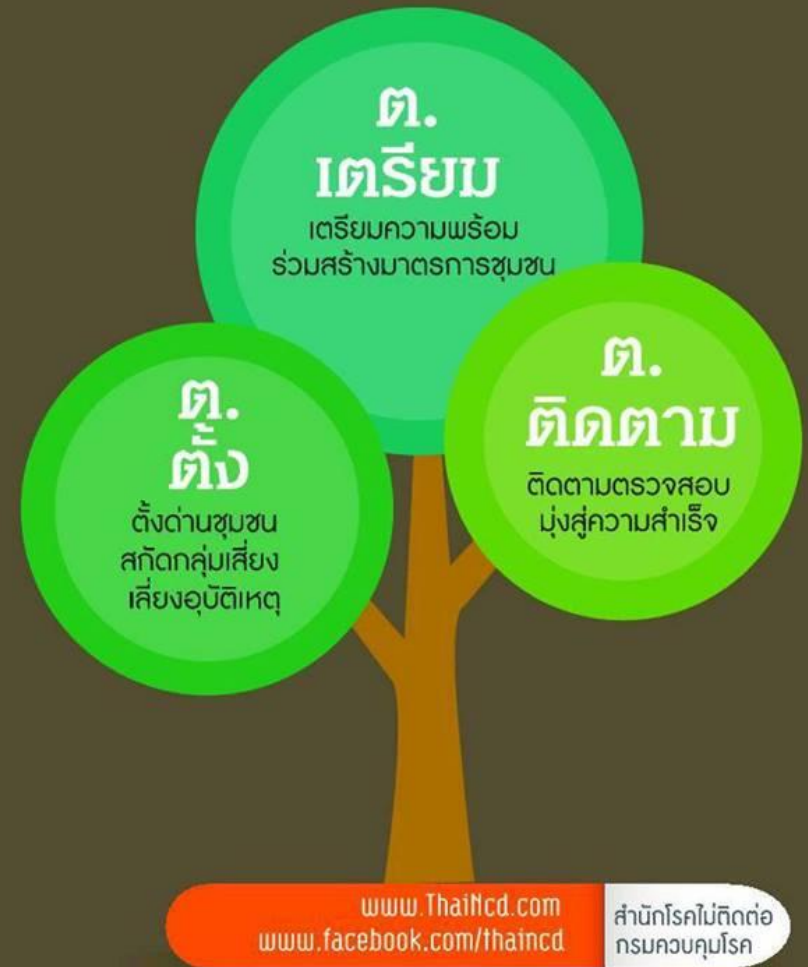 ต.
เตรียม
เตรียมความพร้อม
ร่วมสร้างมาตรการชุมชน
ต.
ตั้ง
ตั้งด่านชุมชน
สกัดกลุ่มเสี่ยง
เลี่ยงอุบัติเหตุ
ต.
ติดตาม
ติดตามตรวจสอบ
มุ่งสู่ความสำเร็จ
www.ThaiNcd.com
www.facebook.com/thaincd
สำนักโรคไม่ติดต่อ
กรมควบคุมโรค